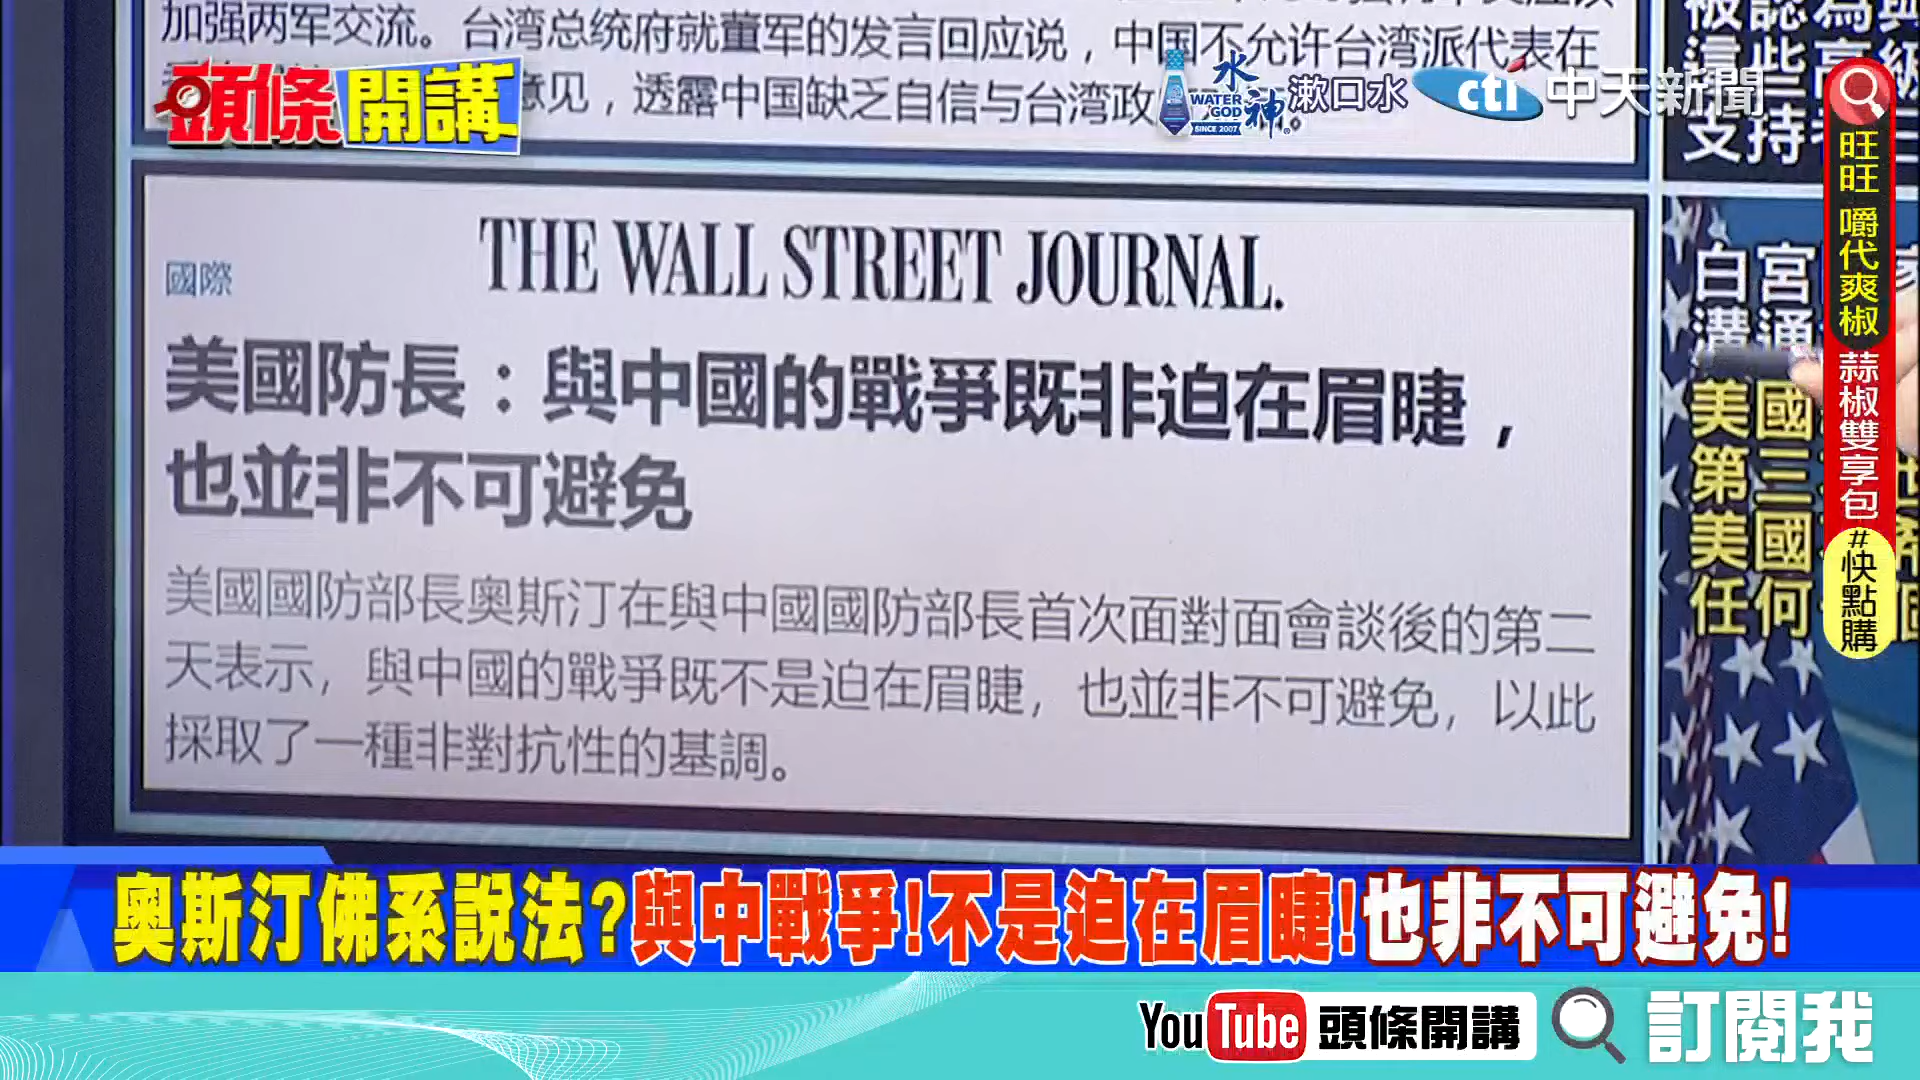 加强两军交流。台湾总统府就董军的发言回应说，中国不允许台湾派代表在
意见，透露中国缺乏自信与台湾政
頭條開講
水神
WATER GOD
SINCE 2007
漱口水
cti 中天新聞
國際
THE WALL STREET JOURNAL.
美國防長：與中國的戰爭既非迫在眉睫，
也並非不可避免
美國國防部長奧斯汀在與中國國防部長首次面對面會談後的第二
天表示，與中國的戰爭既不是迫在眉睫，也並非不可避免，以此
採取了一種非對抗性的基調。
被認為
這些高級
支持
白宮
溝通
美國
第三
美國
任何
旺旺 嚼代爽椒 蒜椒雙享包 #快點購
奧斯汀佛系說法?與中戰爭!不是迫在眉睫!也非不可避免!
YouTube 頭條開講 訂閱我